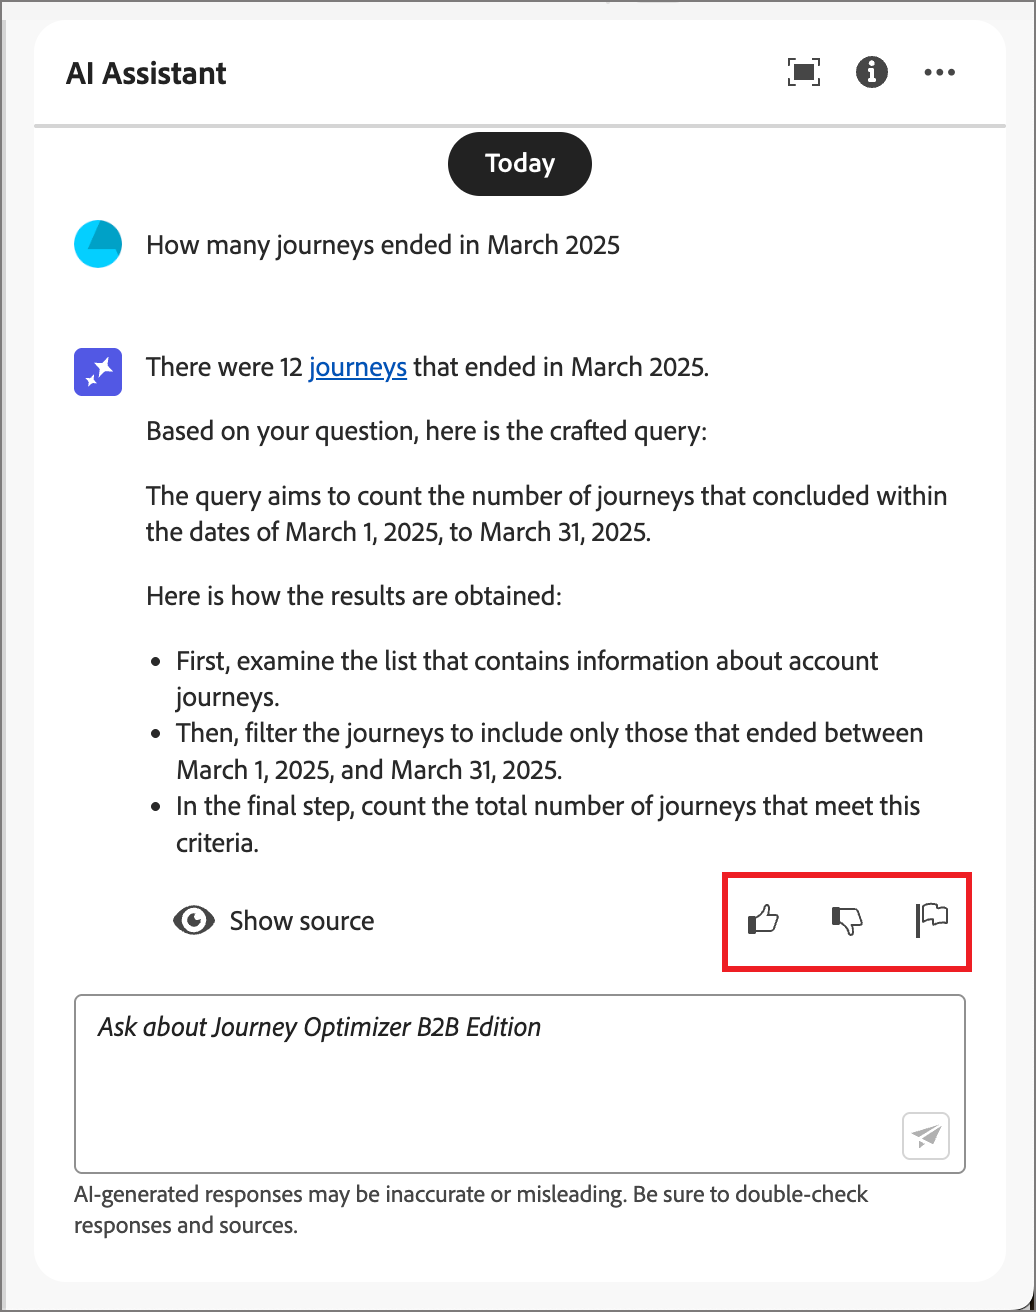 AI Assistant
Today
How many journeys ended in March 2025
There were 12 journeys that ended in March 2025.
Based on your question, here is the crafted query:
The query aims to count the number of journeys that concluded within
the dates of March 1, 2025, to March 31, 2025.
Here is how the results are obtained:
• First, examine the list that contains information about account
journeys.
• Then, filter the journeys to include only those that ended between
March 1, 2025, and March 31, 2025.
• In the final step, count the total number of journeys that meet this
criteria.
Show source
Ask about Journey Optimizer B2B Edition
AI-generated responses may be inaccurate or misleading. Be sure to double-check
responses and sources.